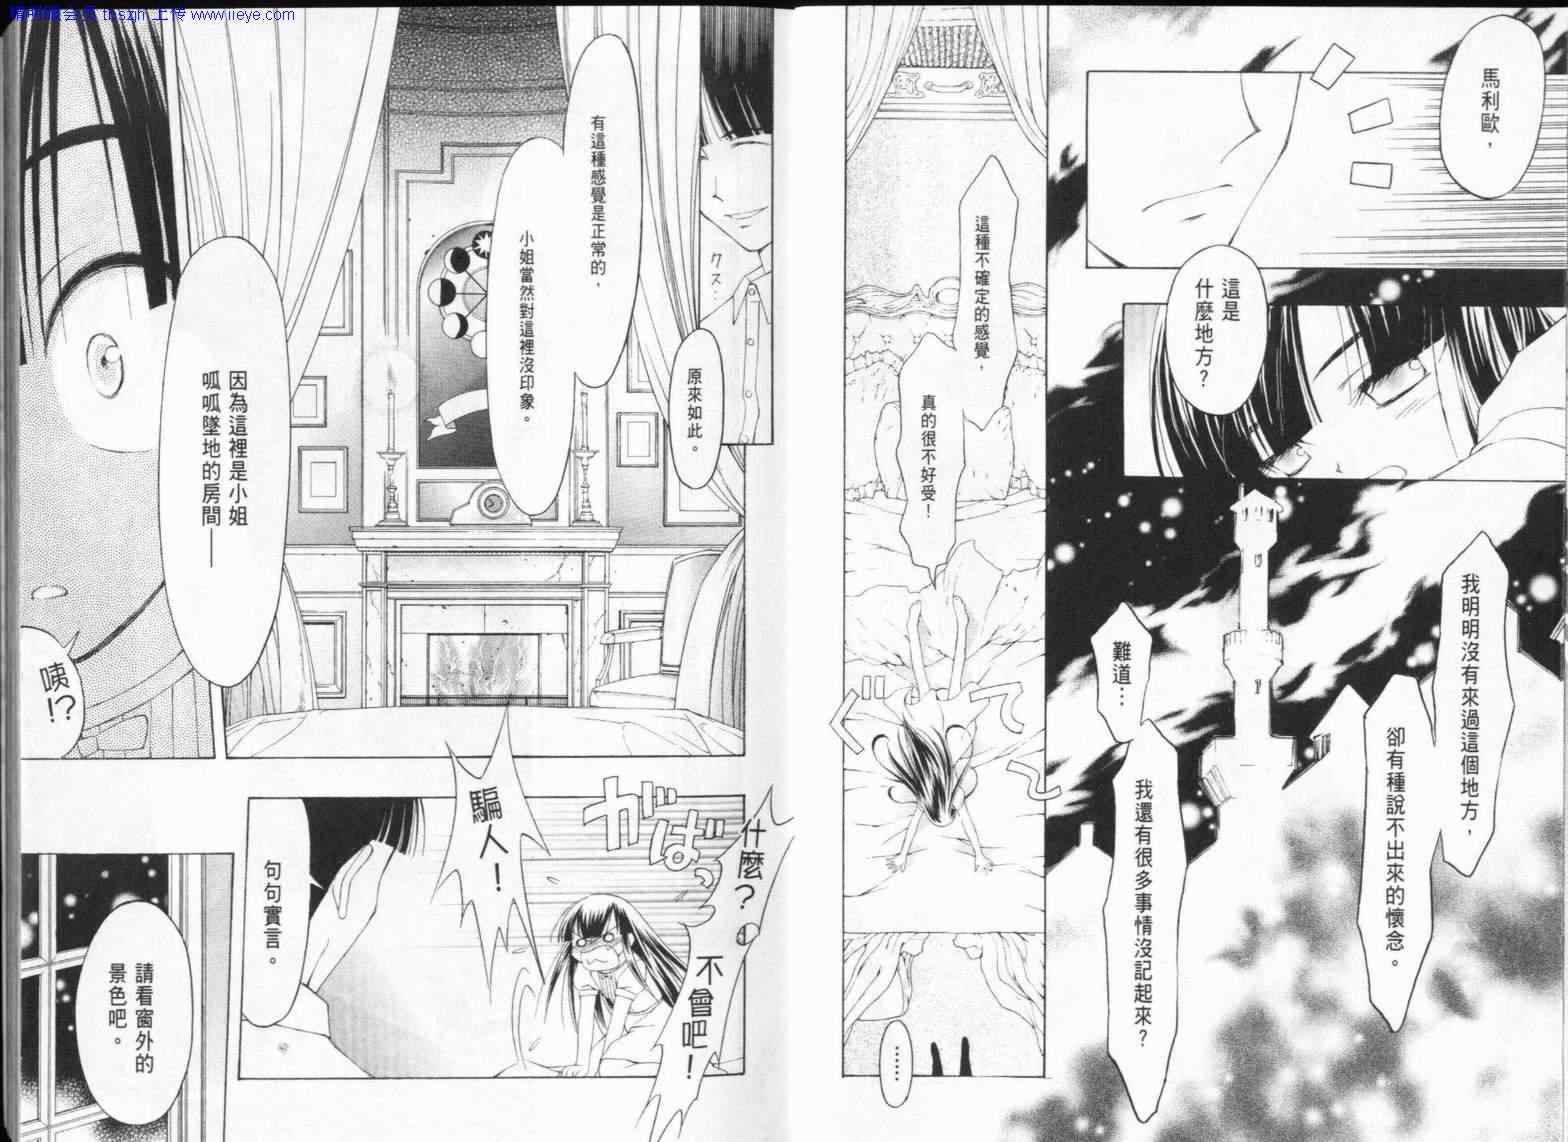 馬利歐，
這是
什麼地方？
我明明沒有來過這個地方，
卻有種說不出來的懷念。
難道…
我還有很多事情沒記起來？
這種不確定的感覺，
真的很不好受！
ぐ
て
……
クス…
原來如此。
有這種感覺是正常的，
小姐當然對這裡沒印象。
因為這裡是小姐
呱呱墜地的房間——
咦!?
什麼？
不會吧！
がばっ
騙人！
句句實言。
請看窗外的
景色吧。
上传 www.iieye.com